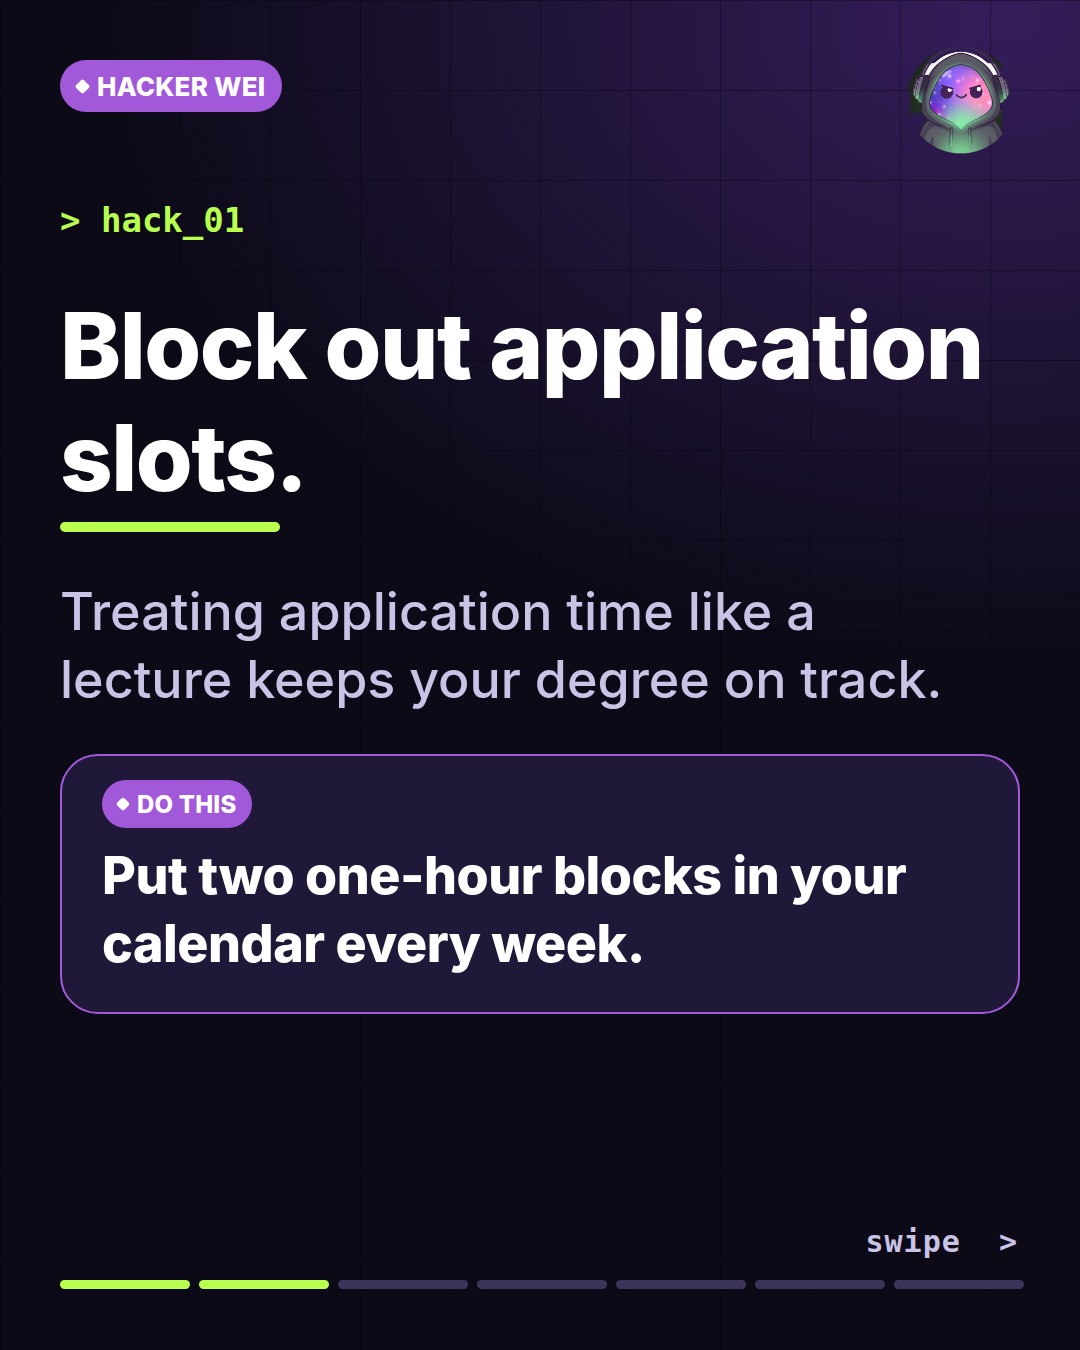 HACKER WEI
> hack_01
Block out application
slots.
Treating application time like a
lecture keeps your degree on track.
DO THIS
Put two one-hour blocks in your
calendar every week.
swipe >